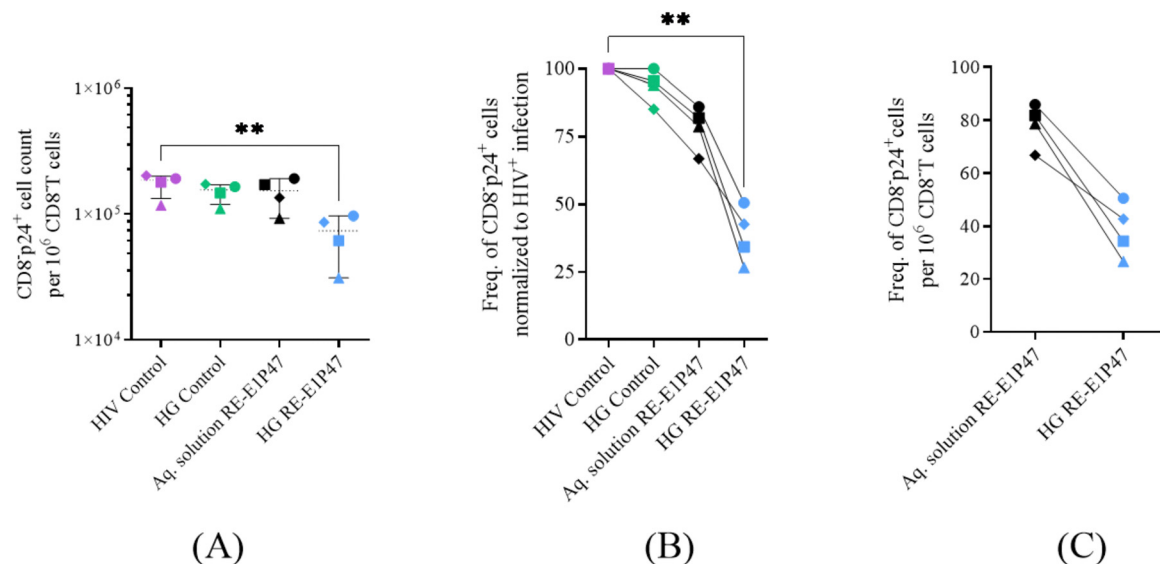 CD8⁻p24⁺ cell count
per 10⁶ CD8⁻T cells
1×10⁶
1×10⁵
1×10⁴
**
HIV Control
HG Control
Aq. solution RE-E1P47
HG RE-E1P47
(A)
Freq. of CD8⁻p24⁺ cells
normalized to HIV⁺ infection
100
75
50
25
0
**
HIV Control
HG Control
Aq. solution RE-E1P47
HG RE-E1P47
(B)
Freq. of CD8⁻p24⁺cells
per 10⁶ CD8⁻T cells
100
80
60
40
20
0
Aq. solution RE-E1P47
HG RE-E1P47
(C)